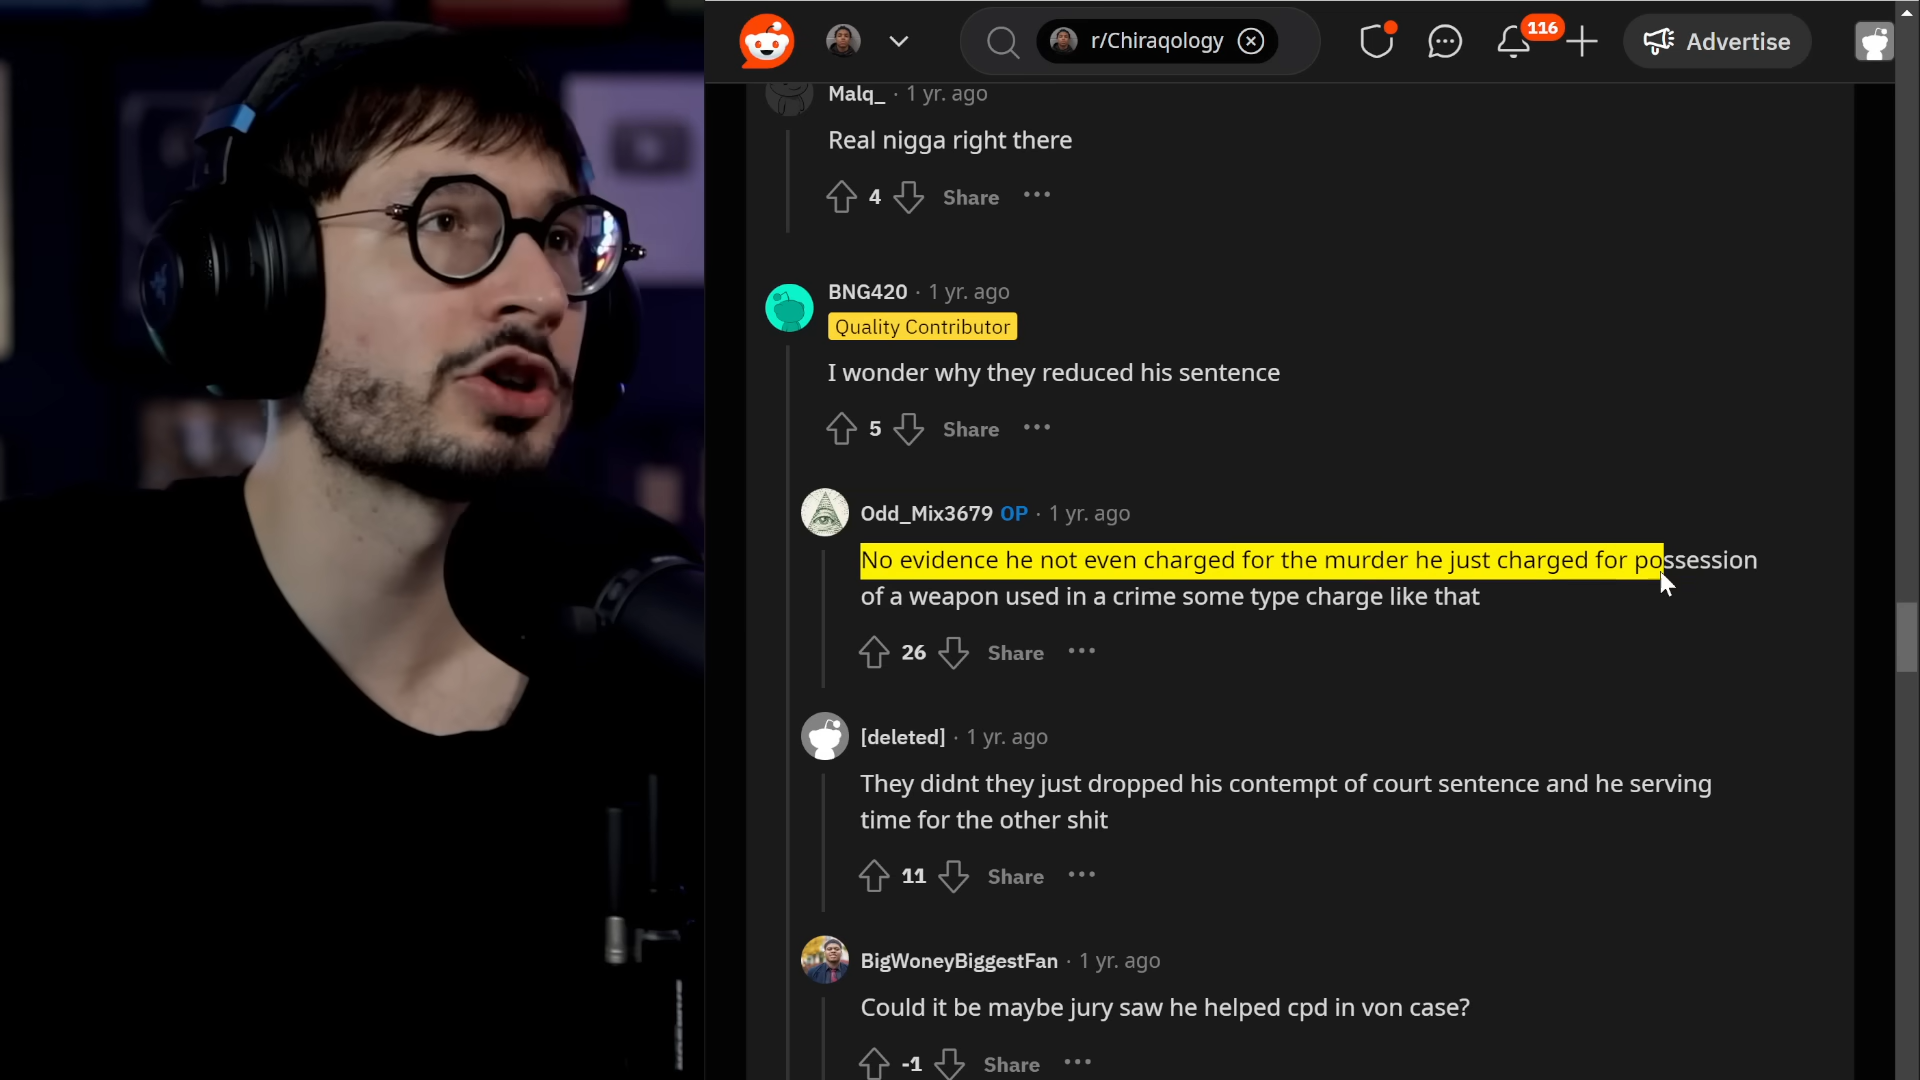 r/Chiraqology
116
Advertise
Malq_ · 1 yr. ago
Real nigga right there
4 Share ···
BNG420 · 1 yr. ago
Quality Contributor
I wonder why they reduced his sentence
5 Share ···
Odd_Mix3679 OP · 1 yr. ago
No evidence he not even charged for the murder he just charged for possession
of a weapon used in a crime some type charge like that
26 Share ···
[deleted] · 1 yr. ago
They didnt they just dropped his contempt of court sentence and he serving
time for the other shit
11 Share ···
BigWoneyBiggestFan · 1 yr. ago
Could it be maybe jury saw he helped cpd in von case?
-1 Share ···